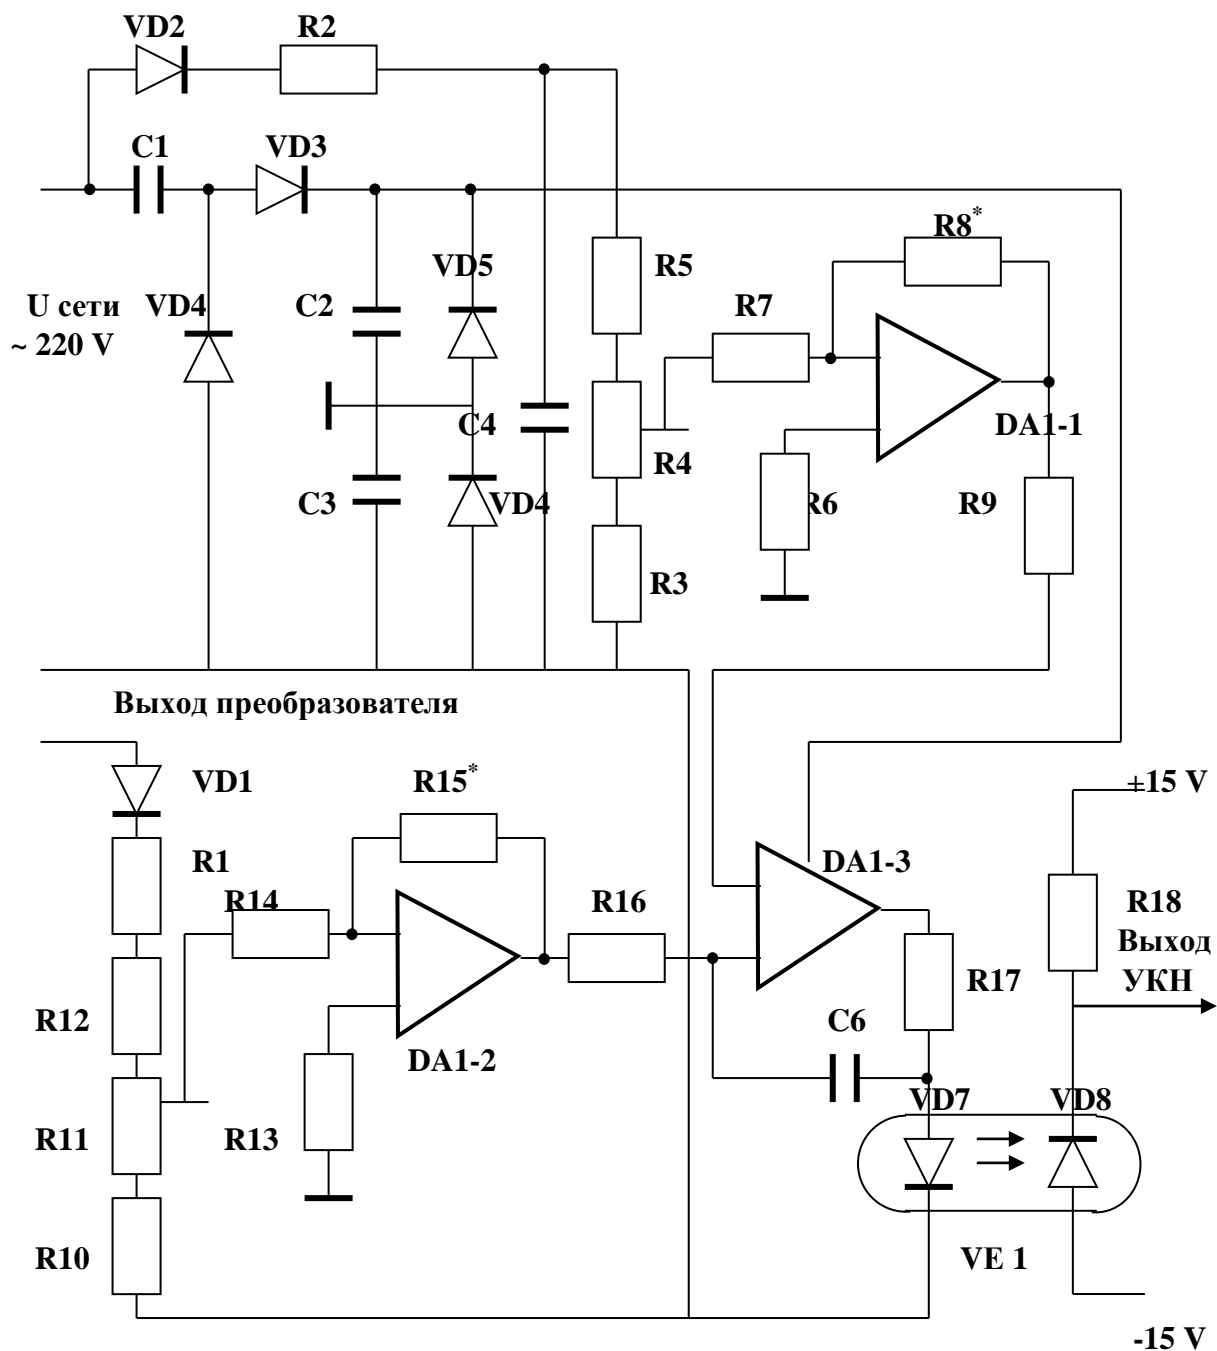 VD2
R2
C1
VD3
R8*
VD5
R5
U сети
~ 220 V
VD4
C2
R7
C4
DA1-1
R4
C3
VD4
R6
R9
R3
Выход преобразователя
VD1
R15*
+15 V
R1
DA1-3
R14
R16
R18
Выход
УКН
R17
R12
C6
DA1-2
VD7
VD8
R11
R13
R10
VE 1
-15 V